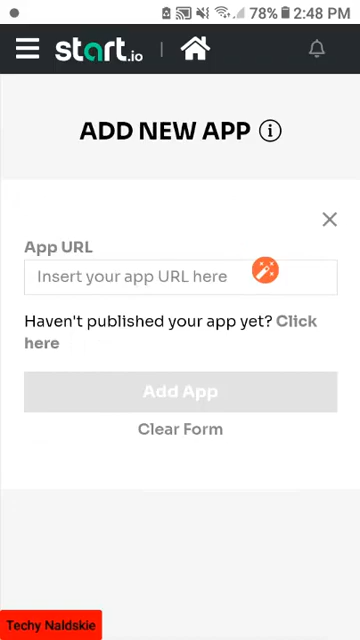 78% 2:48 PM
start.io
ADD NEW APP
App URL
Insert your app URL here
Haven't published your app yet? Click
here
Add App
Clear Form
Techy Naldskie